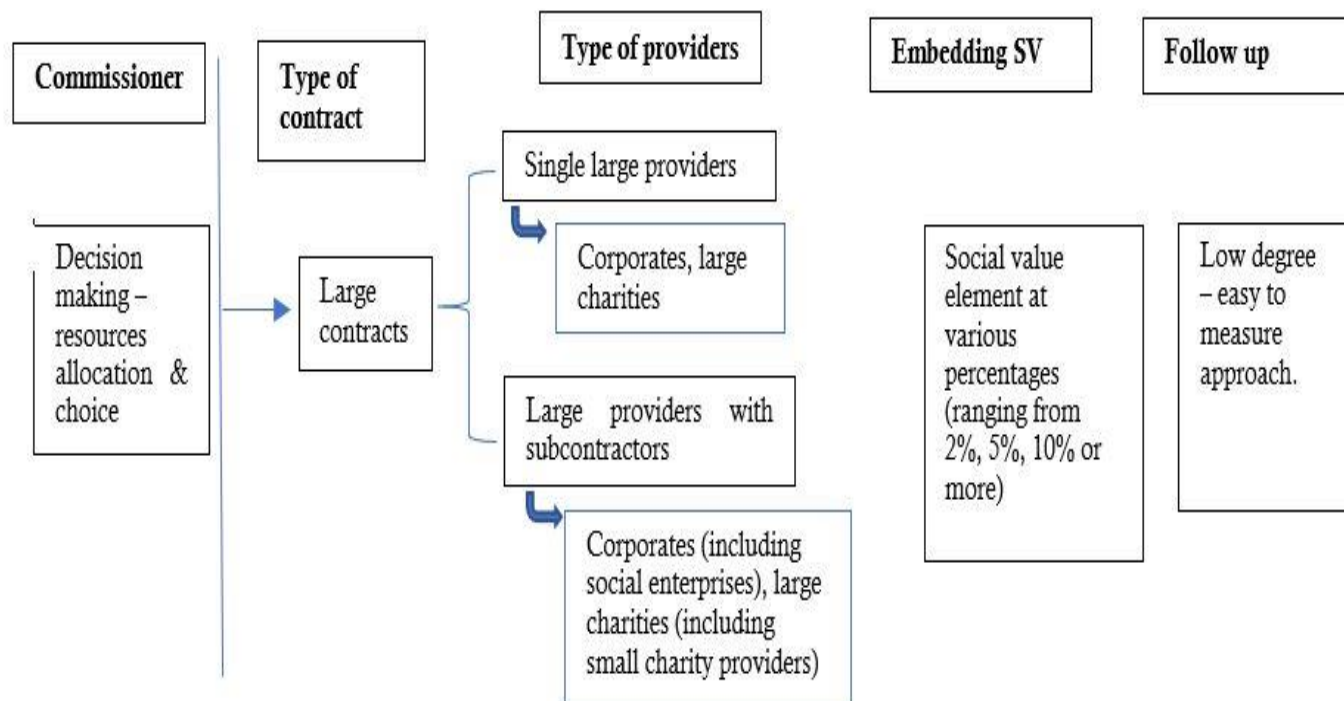 Commissioner
Type of
contract
Type of providers
Embedding SV
Follow up
Decision
making –
resources
allocation &
choice
Large
contracts
Single large providers
Corporates, large
charities
Large providers with
subcontractors
Corporates (including
social enterprises), large
charities (including
small charity providers)
Social value
element at
various
percentages
(ranging from
2%, 5%, 10% or
more)
Low degree
– easy to
measure
approach.